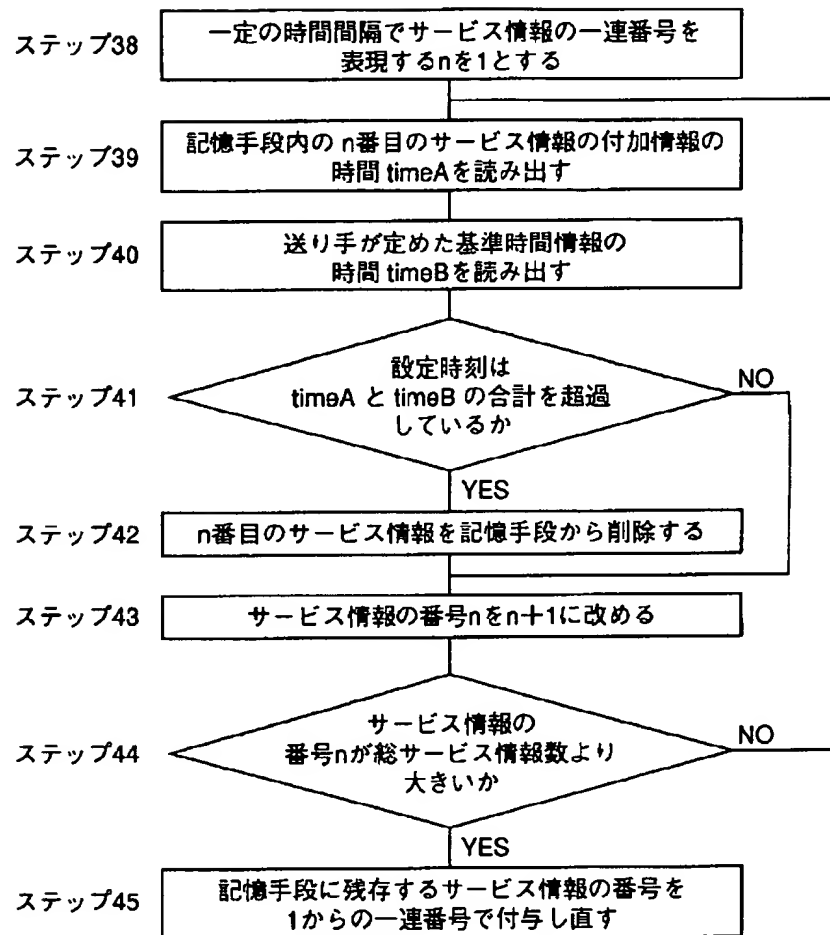 ステップ38
一定の時間間隔でサービス情報の一連番号を
表現するnを1とする
ステップ39
記憶手段内の n番目のサービス情報の付加情報の
時間 timeAを読み出す
ステップ40
送り手が定めた基準時間情報の
時間 timeBを読み出す
ステップ41
設定時刻は
timeA と timeB の合計を超過
しているか
NO
YES
ステップ42
n番目のサービス情報を記憶手段から削除する
ステップ43
サービス情報の番号nをn+1に改める
ステップ44
サービス情報の
番号nが総サービス情報数より
大きいか
NO
YES
ステップ45
記憶手段に残存するサービス情報の番号を
1からの一連番号で付与し直す